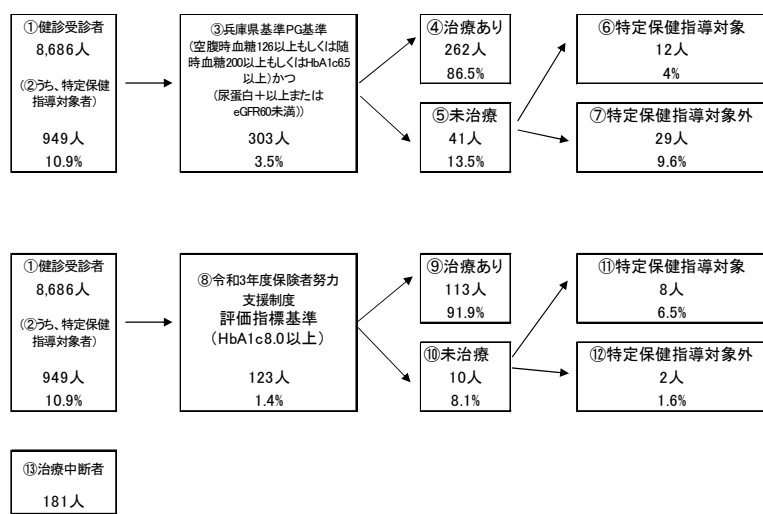 ①健診受診者
8,686人
(②うち、特定保健
指導対象者)
949人
10.9%
③兵庫県基準PG基準
(空腹時血糖126以上もしくは随
時血糖200以上もしくはHbA1c6.5
以上)かつ
(尿蛋白+以上または
eGFR60未満))
303人
3.5%
④治療あり
262人
86.5%
⑤未治療
41人
13.5%
⑥特定保健指導対象
12人
4%
⑦特定保健指導対象外
29人
9.6%
①健診受診者
8,686人
(②うち、特定保健
指導対象者)
949人
10.9%
⑧令和3年度保険者努力
支援制度
評価指標基準
(HbA1c8.0以上)
123人
1.4%
⑨治療あり
113人
91.9%
⑩未治療
10人
8.1%
⑪特定保健指導対象
8人
6.5%
⑫特定保健指導対象外
2人
1.6%
⑬治療中断者
181人